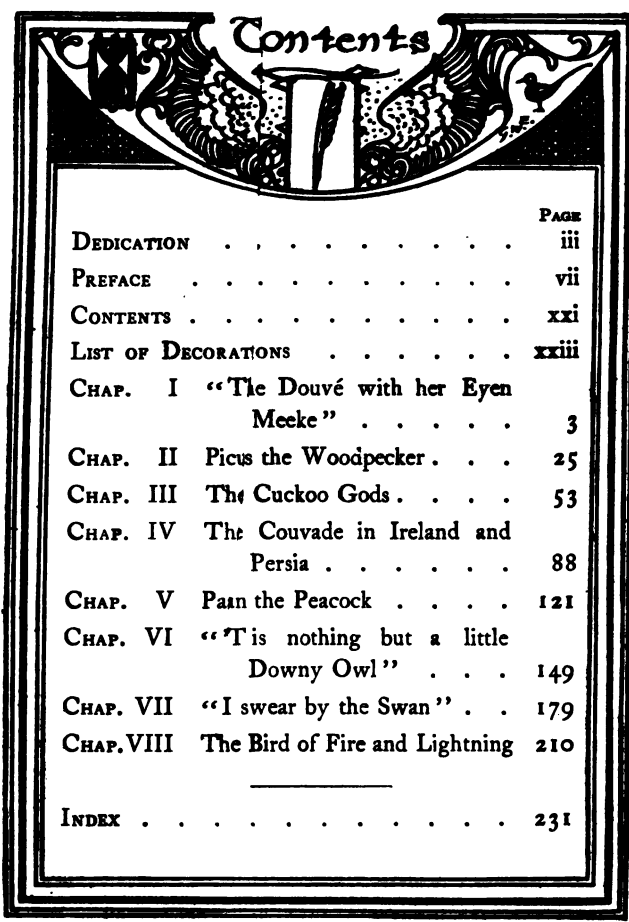 Contents
PAGE
DEDICATION . . . . . . . . . iii
PREFACE . . . . . . . . . . vii
CONTENTS . . . . . . . . . . xxi
LIST OF DECORATIONS . . . . . . xxiii
CHAP. I “The Douvé with her Eyen
Meeke” . . . . . 3
CHAP. II Picus the Woodpecker . . . 25
CHAP. III The Cuckoo Gods . . . . 53
CHAP. IV The Couvade in Ireland and
Persia . . . . . . 88
CHAP. V Paan the Peacock . . . . 121
CHAP. VI “’Tis nothing but a little
Downy Owl” . . . 149
CHAP. VII “I swear by the Swan” . . 179
CHAP. VIII The Bird of Fire and Lightning 210
INDEX . . . . . . . . . . . 231